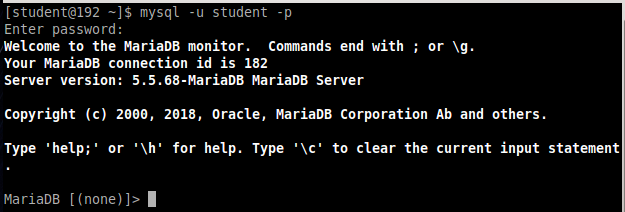 [student@192 ~]$ mysql -u student -p
Enter password:
Welcome to the MariaDB monitor.  Commands end with ; or \g.
Your MariaDB connection id is 182
Server version: 5.5.68-MariaDB MariaDB Server

Copyright (c) 2000, 2018, Oracle, MariaDB Corporation Ab and others.

Type 'help;' or '\h' for help. Type '\c' to clear the current input statement
.

MariaDB [(none)]>